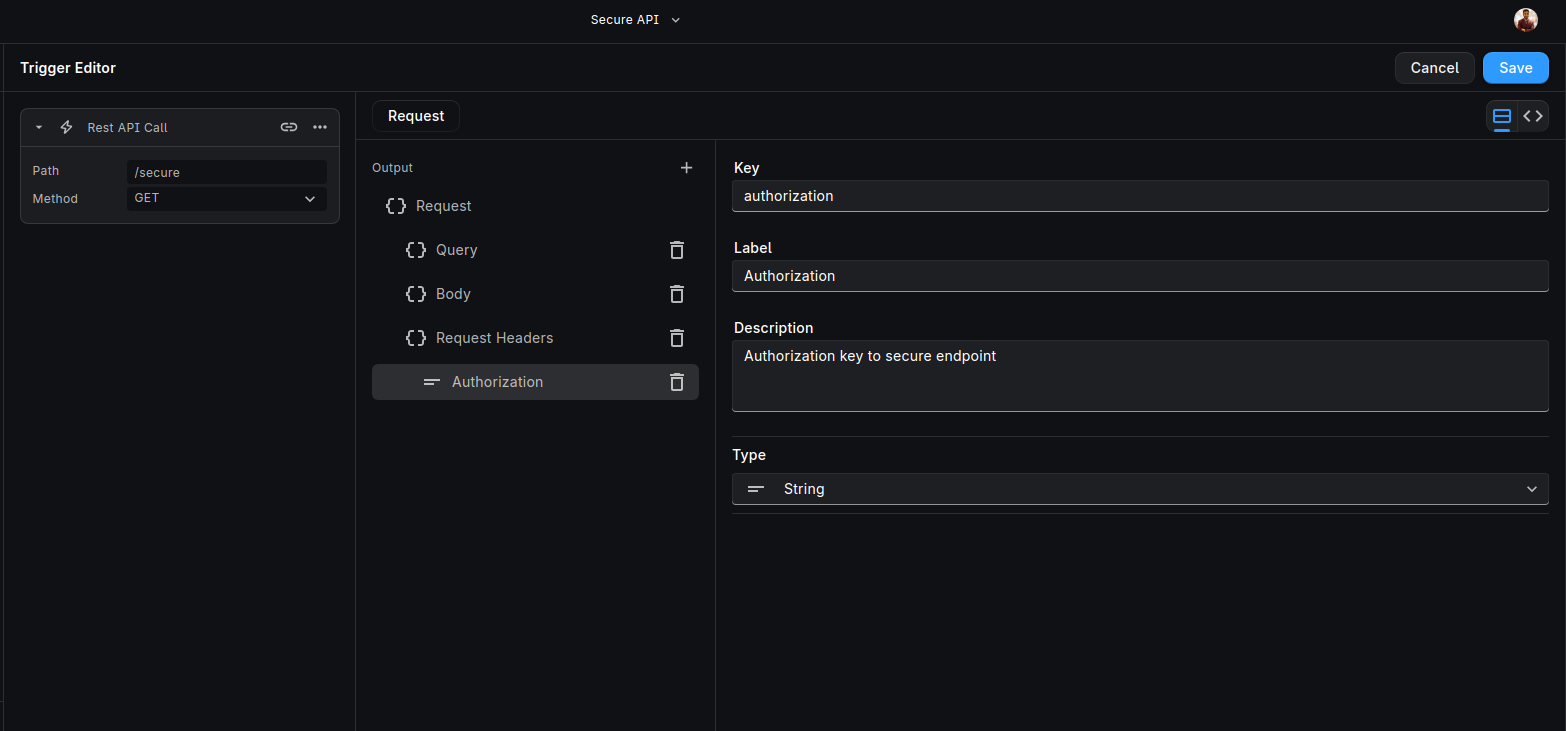 Secure API
Trigger Editor
Cancel
Save
Rest API Call
Path
/secure
Method
GET
Request
Output
Request
Query
Body
Request Headers
Authorization
Key
authorization
Label
Authorization
Description
Authorization key to secure endpoint
Type
String